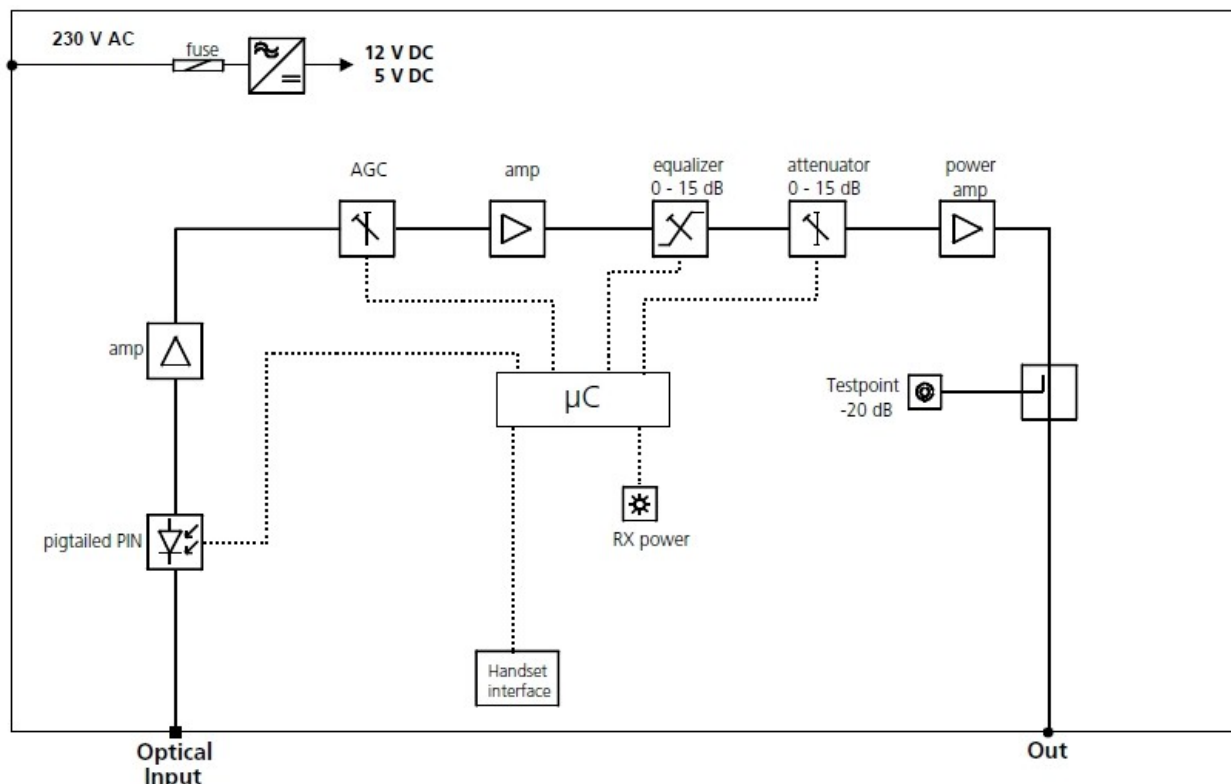 230 V AC
fuse
12 V DC
5 V DC
AGC
amp
equalizer
0 - 15 dB
attenuator
0 - 15 dB
power
amp
amp
µC
Testpoint
-20 dB
pigtailed PIN
RX power
Handset
interface
Optical
Input
Out